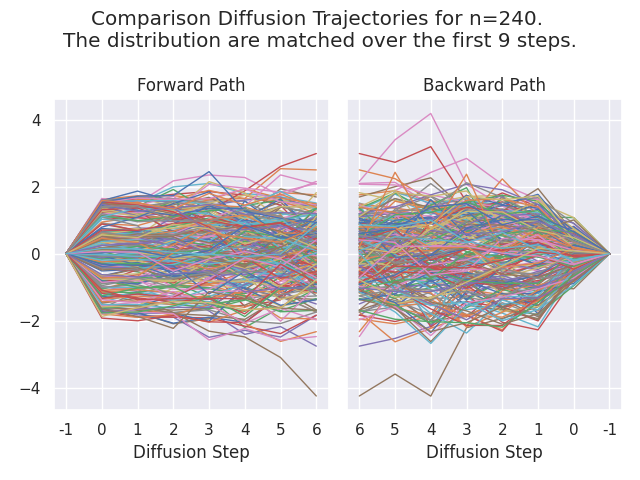 Comparison Diffusion Trajectories for n=240.
The distribution are matched over the first 9 steps.
Forward Path
Backward Path
4
2
0
−2
−4
-1 0 1 2 3 4 5 6
6 5 4 3 2 1 0 -1
Diffusion Step
Diffusion Step